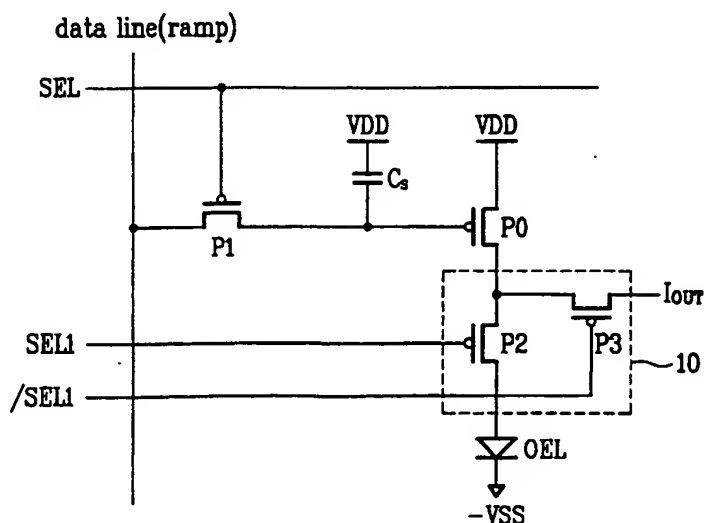 data line(ramp)
SEL
VDD
VDD
Cs
P1
P0
IOUT
SEL1
P2
P3
10
/SEL1
OEL
-VSS